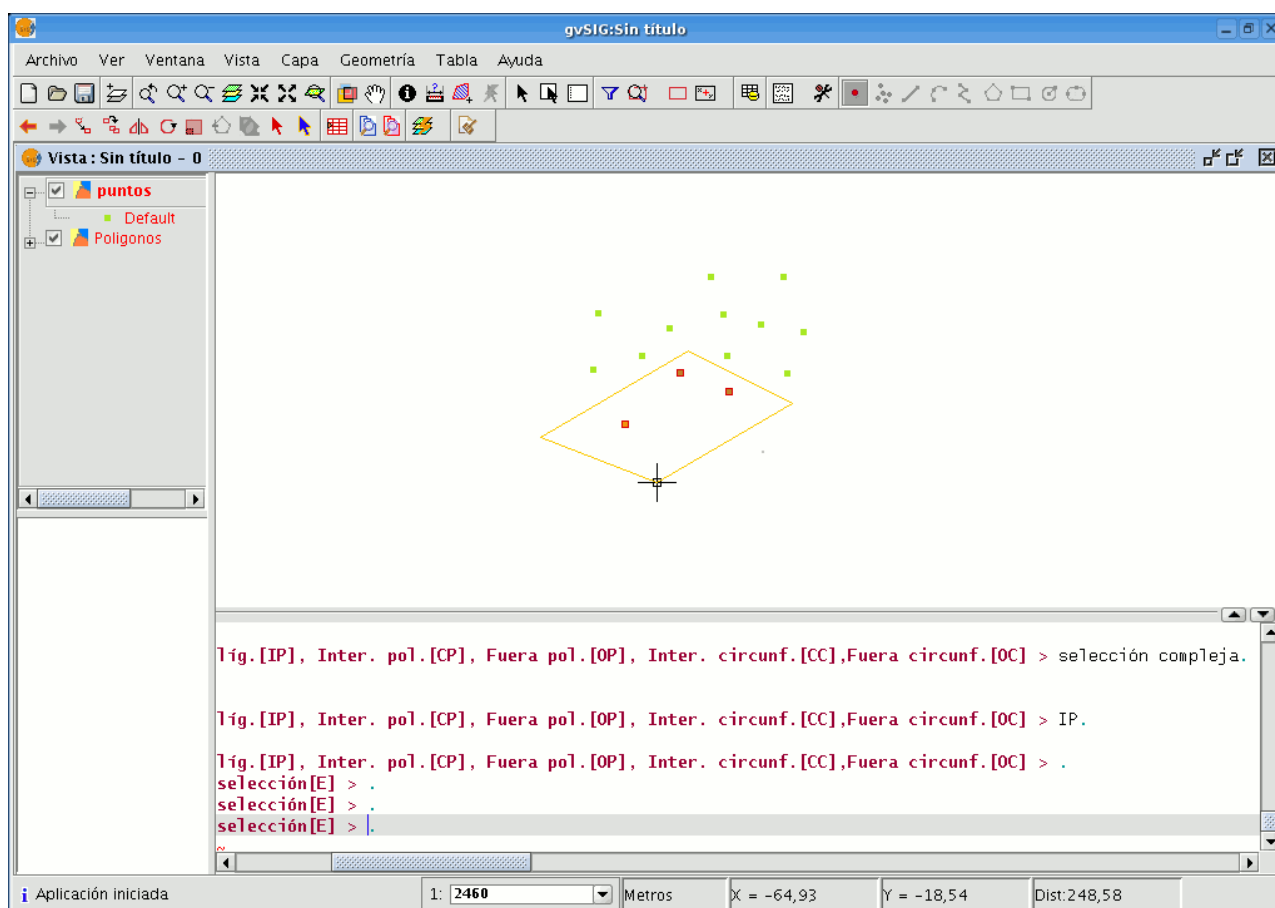 gvSIG:Sin título
Archivo Ver Ventana Vista Capa Geometría Tabla Ayuda
Vista : Sin título - 0
puntos
Default
Poligonos
líg.[IP], Inter. pol.[CP], Fuera pol.[OP], Inter. circunf.[CC],Fuera circunf.[OC] > selección compleja.
líg.[IP], Inter. pol.[CP], Fuera pol.[OP], Inter. circunf.[CC],Fuera circunf.[OC] > IP.
líg.[IP], Inter. pol.[CP], Fuera pol.[OP], Inter. circunf.[CC],Fuera circunf.[OC] > .
selección[E] > .
selección[E] > .
selección[E] > .
~
Aplicación iniciada 1: 2460 Metros X = -64,93 Y = -18,54 Dist:248,58